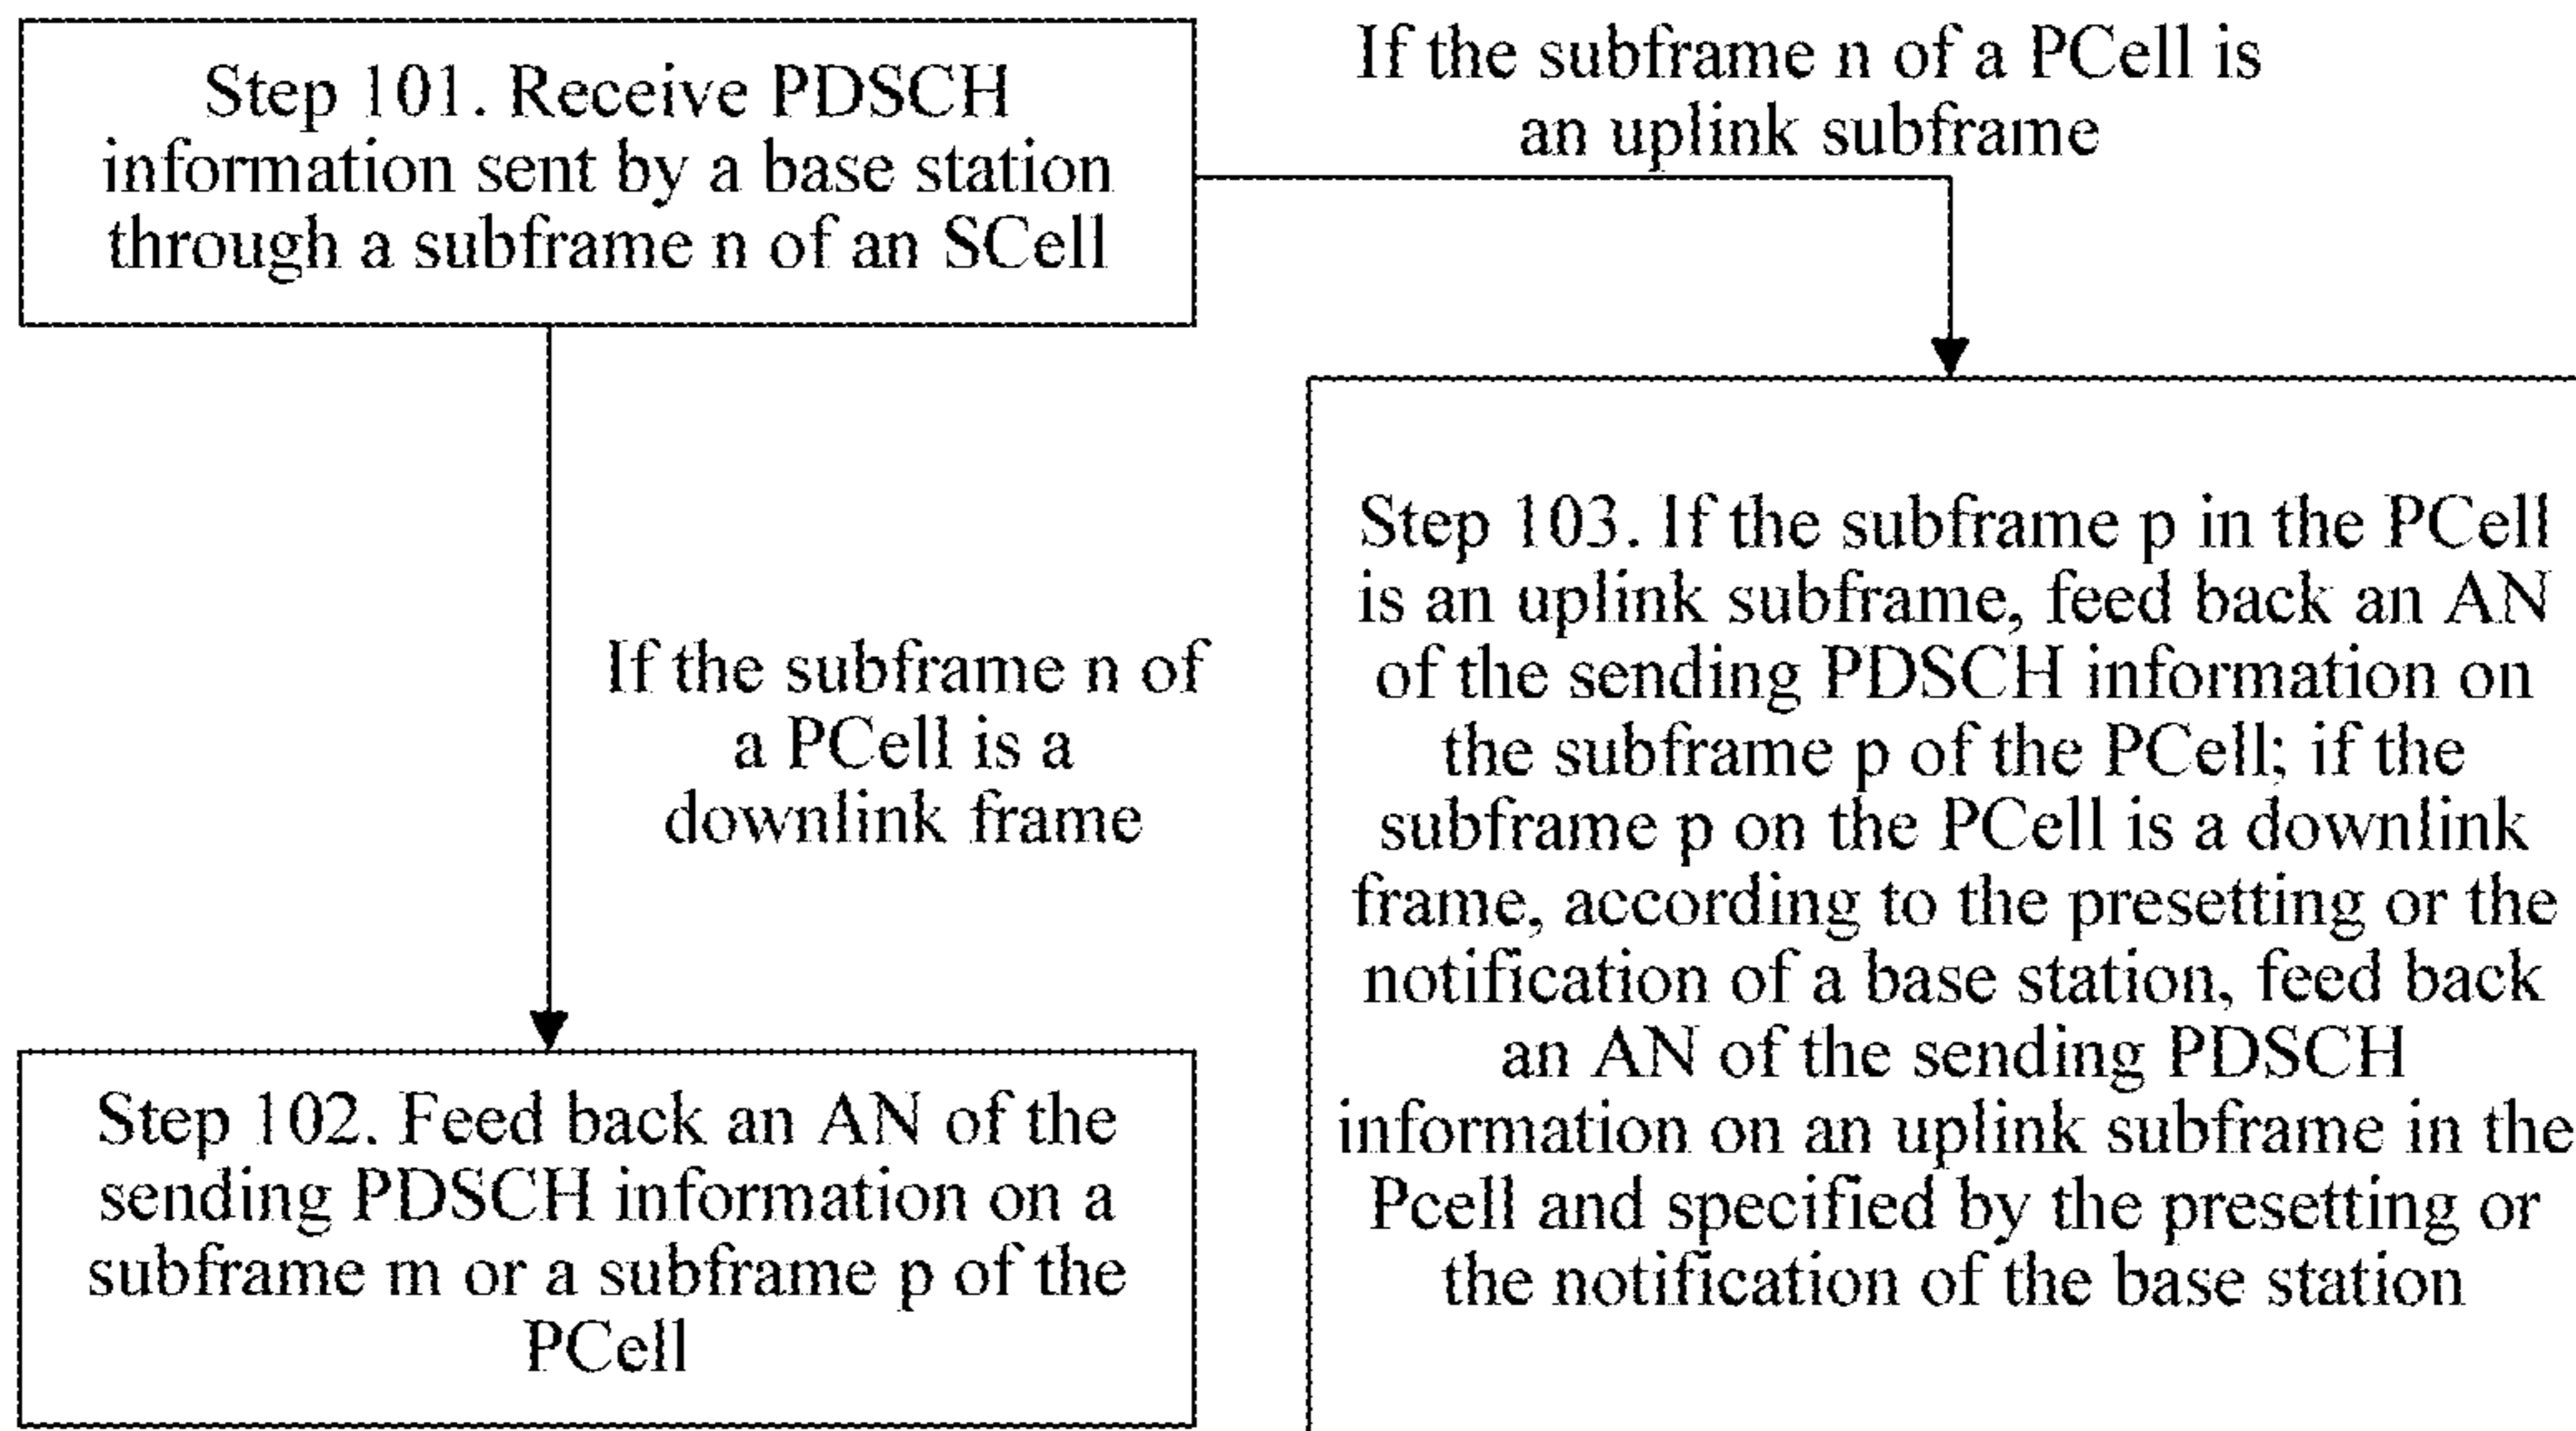 Step 101. Receive PDSCH
information sent by a base station
through a subframe n of an SCell
If the subframe n of a PCell is
an uplink subframe
If the subframe n of
a PCell is a
downlink frame
Step 102. Feed back an AN of the
sending PDSCH information on a
subframe m or a subframe p of the
PCell
Step 103. If the subframe p in the PCell
is an uplink subframe, feed back an AN
of the sending PDSCH information on
the subframe p of the PCell; if the
subframe p on the PCell is a downlink
frame, according to the presetting or the
notification of a base station, feed back
an AN of the sending PDSCH
information on an uplink subframe in the
Pcell and specified by the presetting or
the notification of the base station